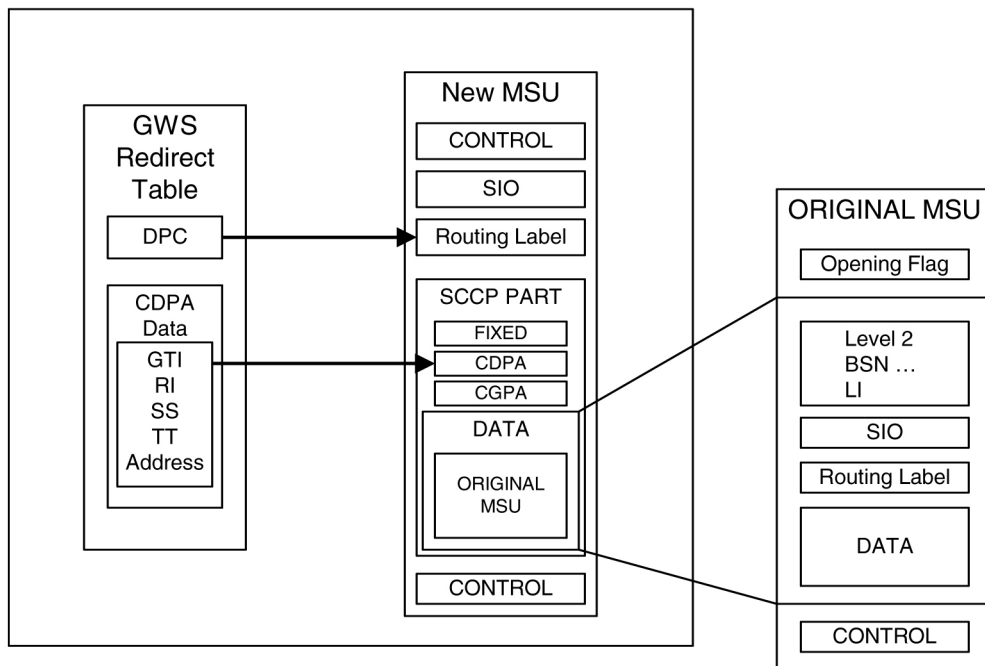 GWS
Redirect
Table
DPC
CDPA
Data
GTI
RI
SS
TT
Address
New MSU
CONTROL
SIO
Routing Label
SCCP PART
FIXED
CDPA
CGPA
DATA
ORIGINAL
MSU
CONTROL
ORIGINAL MSU
Opening Flag
Level 2
BSN ...
LI
SIO
Routing Label
DATA
CONTROL